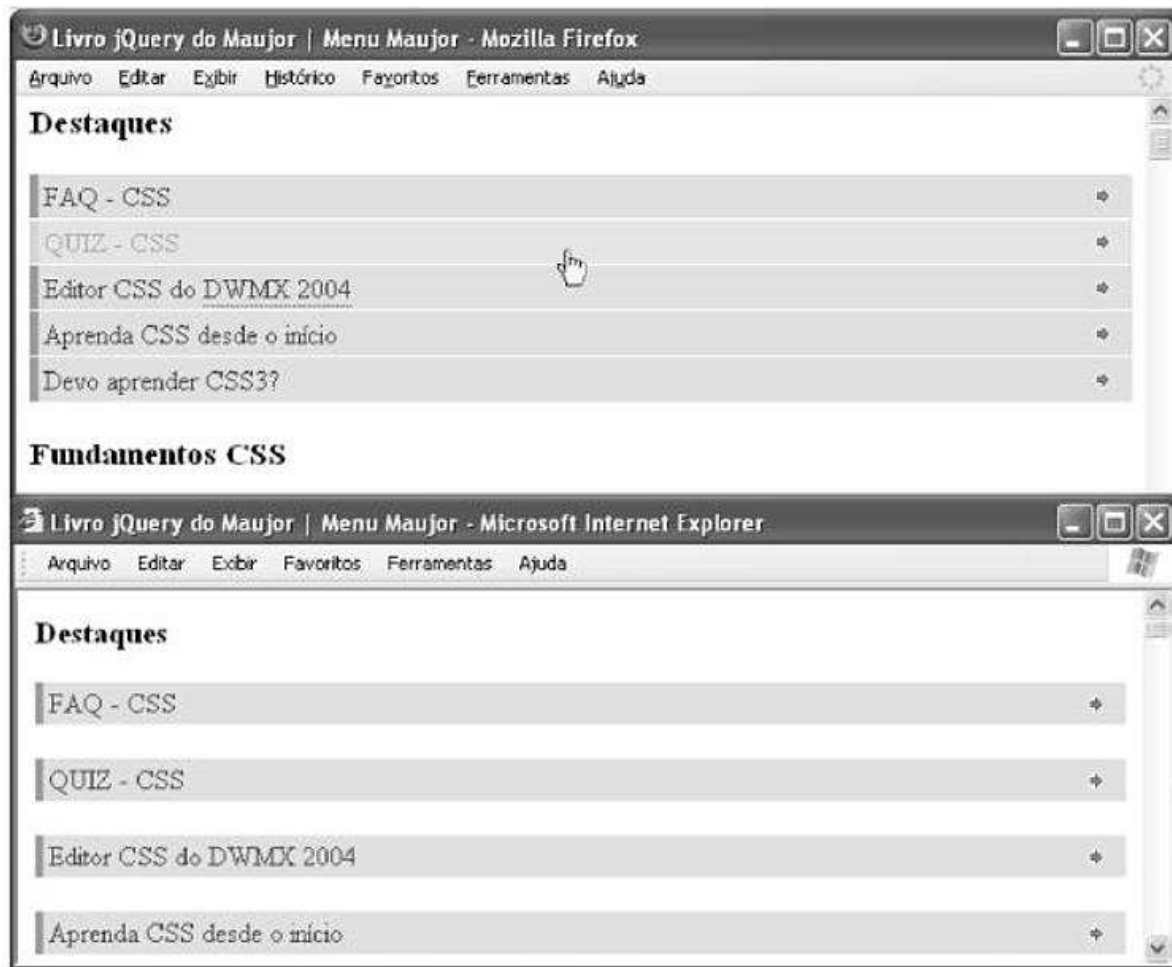 Livro jQuery do Maujor | Menu Maujor - Mozilla Firefox
Arquivo Editar Exibir Histórico Favoritos Ferramentas Ajuda
Destaques
FAQ - CSS
QUIZ - CSS
Editor CSS do DWMX 2004
Aprenda CSS desde o início
Devo aprender CSS3?
Fundamentos CSS
Livro jQuery do Maujor | Menu Maujor - Microsoft Internet Explorer
Arquivo Editar Exibir Favoritos Ferramentas Ajuda
Destaques
FAQ - CSS
QUIZ - CSS
Editor CSS do DWMX 2004
Aprenda CSS desde o início